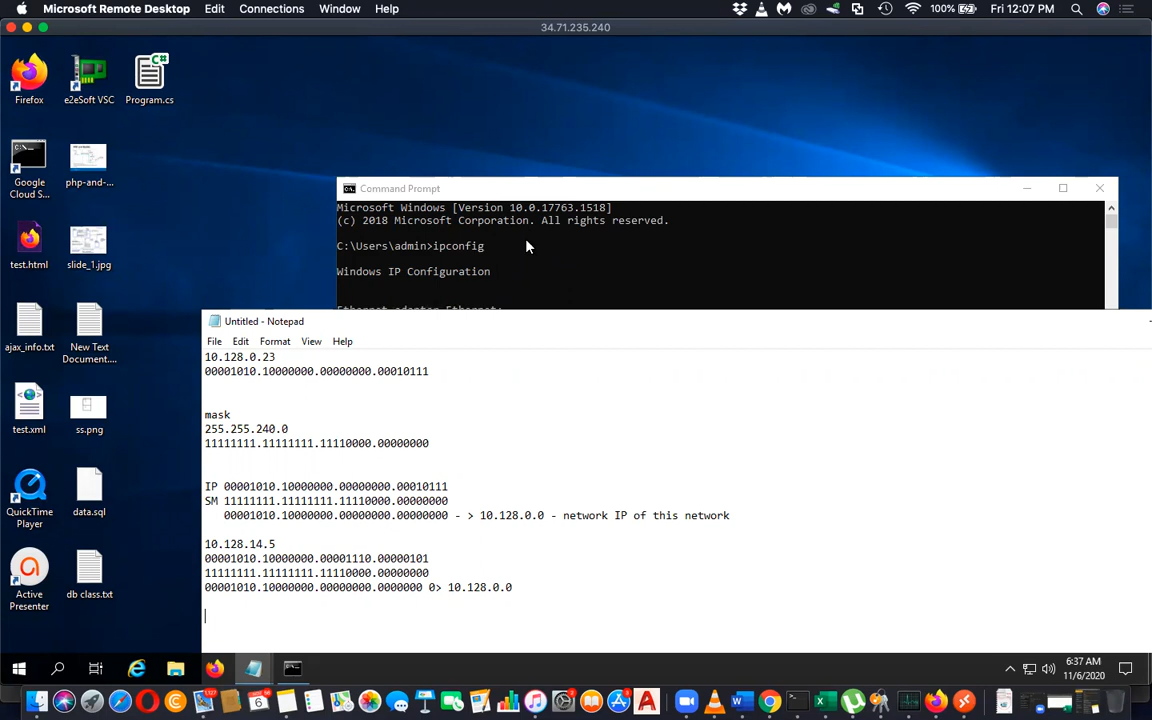 Microsoft Remote Desktop Edit Connections Window Help 100% Fri 12:07 PM
34.71.235.240
Firefox
e2eSoft VSC
Program.cs
Google Cloud S...
php-and-...
test.html
slide_1.jpg
ajax_info.txt
New Text Document....
test.xml
ss.png
QuickTime Player
data.sql
Active Presenter
db class.txt
Command Prompt
Microsoft Windows [Version 10.0.17763.1518]
(c) 2018 Microsoft Corporation. All rights reserved.
C:\Users\admin>ipconfig
Windows IP Configuration
Ethernet adapter Ethernet:
Untitled - Notepad
File Edit Format View Help
10.128.0.23
00001010.10000000.00000000.00010111
mask
255.255.240.0
11111111.11111111.11110000.00000000
IP 00001010.10000000.00000000.00010111
SM 11111111.11111111.11110000.00000000
00001010.10000000.00000000.00000000 - > 10.128.0.0 - network IP of this network
10.128.14.5
00001010.10000000.00001110.00000101
11111111.11111111.11110000.00000000
00001010.10000000.00000000.0000000 0> 10.128.0.0
6:37 AM
11/6/2020